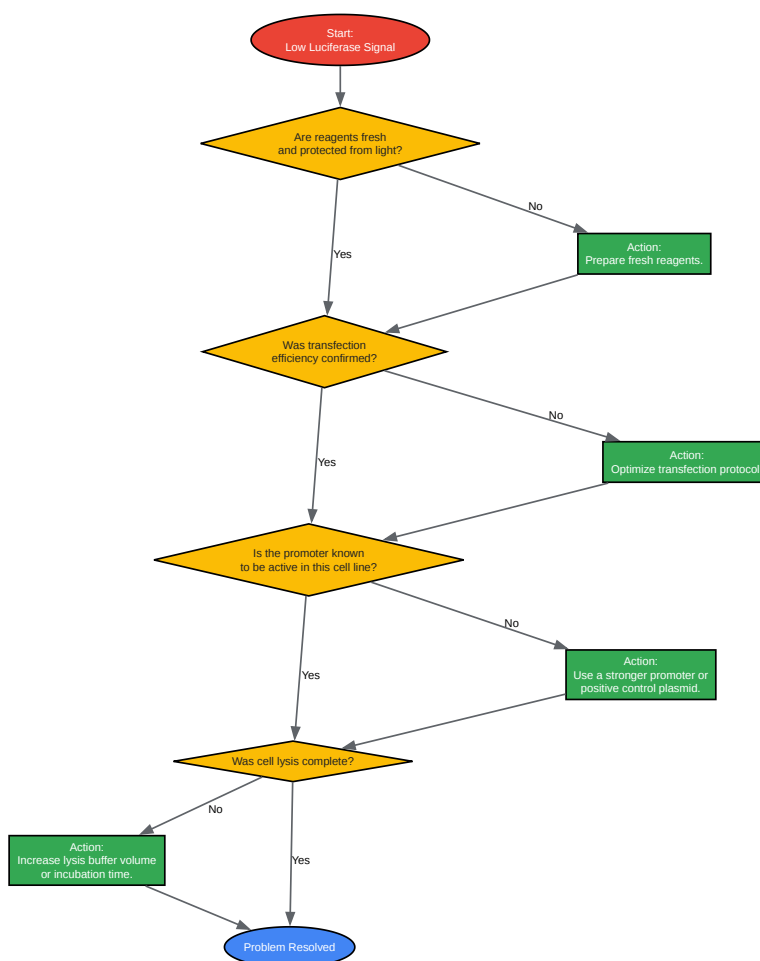 Start:
Low Luciferase Signal
Are reagents fresh
and protected from light?
No
Action:
Prepare fresh reagents.
Yes
Was transfection
efficiency confirmed?
No
Action:
Optimize transfection protocol
Yes
Is the promoter known
to be active in this cell line?
No
Action:
Use a stronger promoter or
positive control plasmid.
Yes
Was cell lysis complete?
No
Action:
Increase lysis buffer volume
or incubation time.
Yes
Problem Resolved